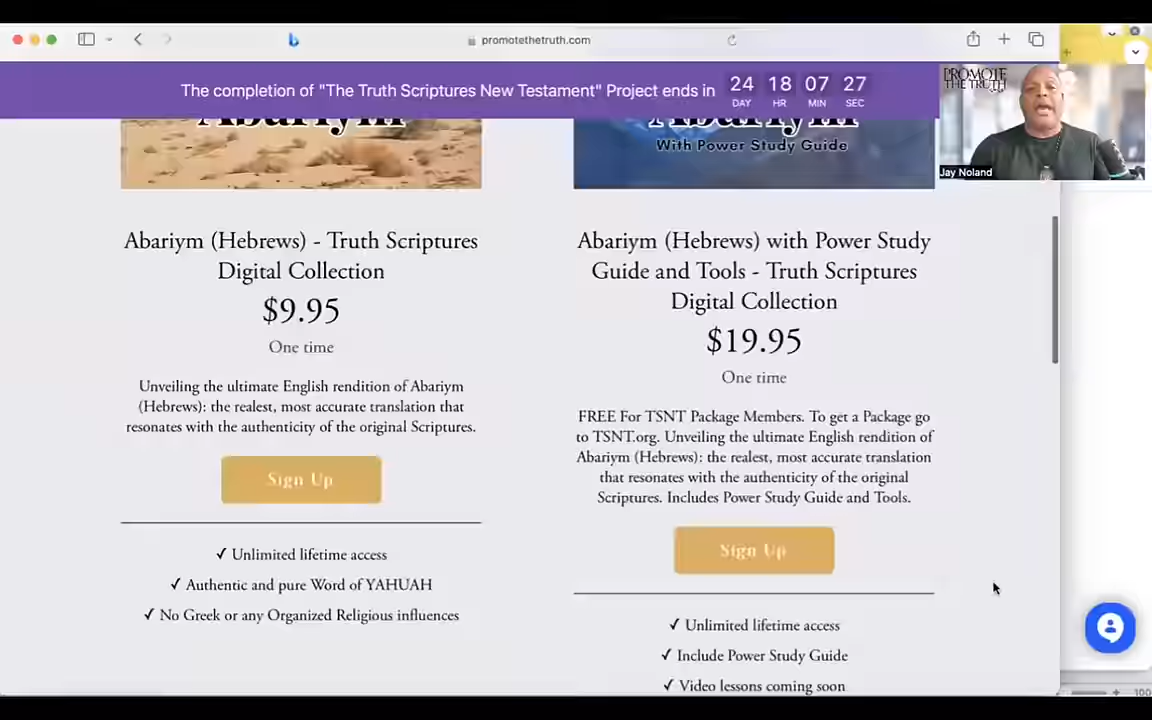 promotethetruth.com
The completion of "The Truth Scriptures New Testament" Project ends in
24 18 07 27
DAY HR MIN SEC
PROMOTE
THE TRUTH
Jay Noland
Abariym
Abariym (Hebrews) - Truth Scriptures
Digital Collection
$9.95
One time
Unveiling the ultimate English rendition of Abariym
(Hebrews): the realest, most accurate translation that
resonates with the authenticity of the original Scriptures.
Sign Up
✓ Unlimited lifetime access
✓ Authentic and pure Word of YAHUAH
✓ No Greek or any Organized Religious influences
Abariym
With Power Study Guide
Abariym (Hebrews) with Power Study
Guide and Tools - Truth Scriptures
Digital Collection
$19.95
One time
FREE For TSNT Package Members. To get a Package go
to TSNT.org. Unveiling the ultimate English rendition of
Abariym (Hebrews): the realest, most accurate translation
that resonates with the authenticity of the original
Scriptures. Includes Power Study Guide and Tools.
Sign Up
✓ Unlimited lifetime access
✓ Include Power Study Guide
✓ Video lessons coming soon
100